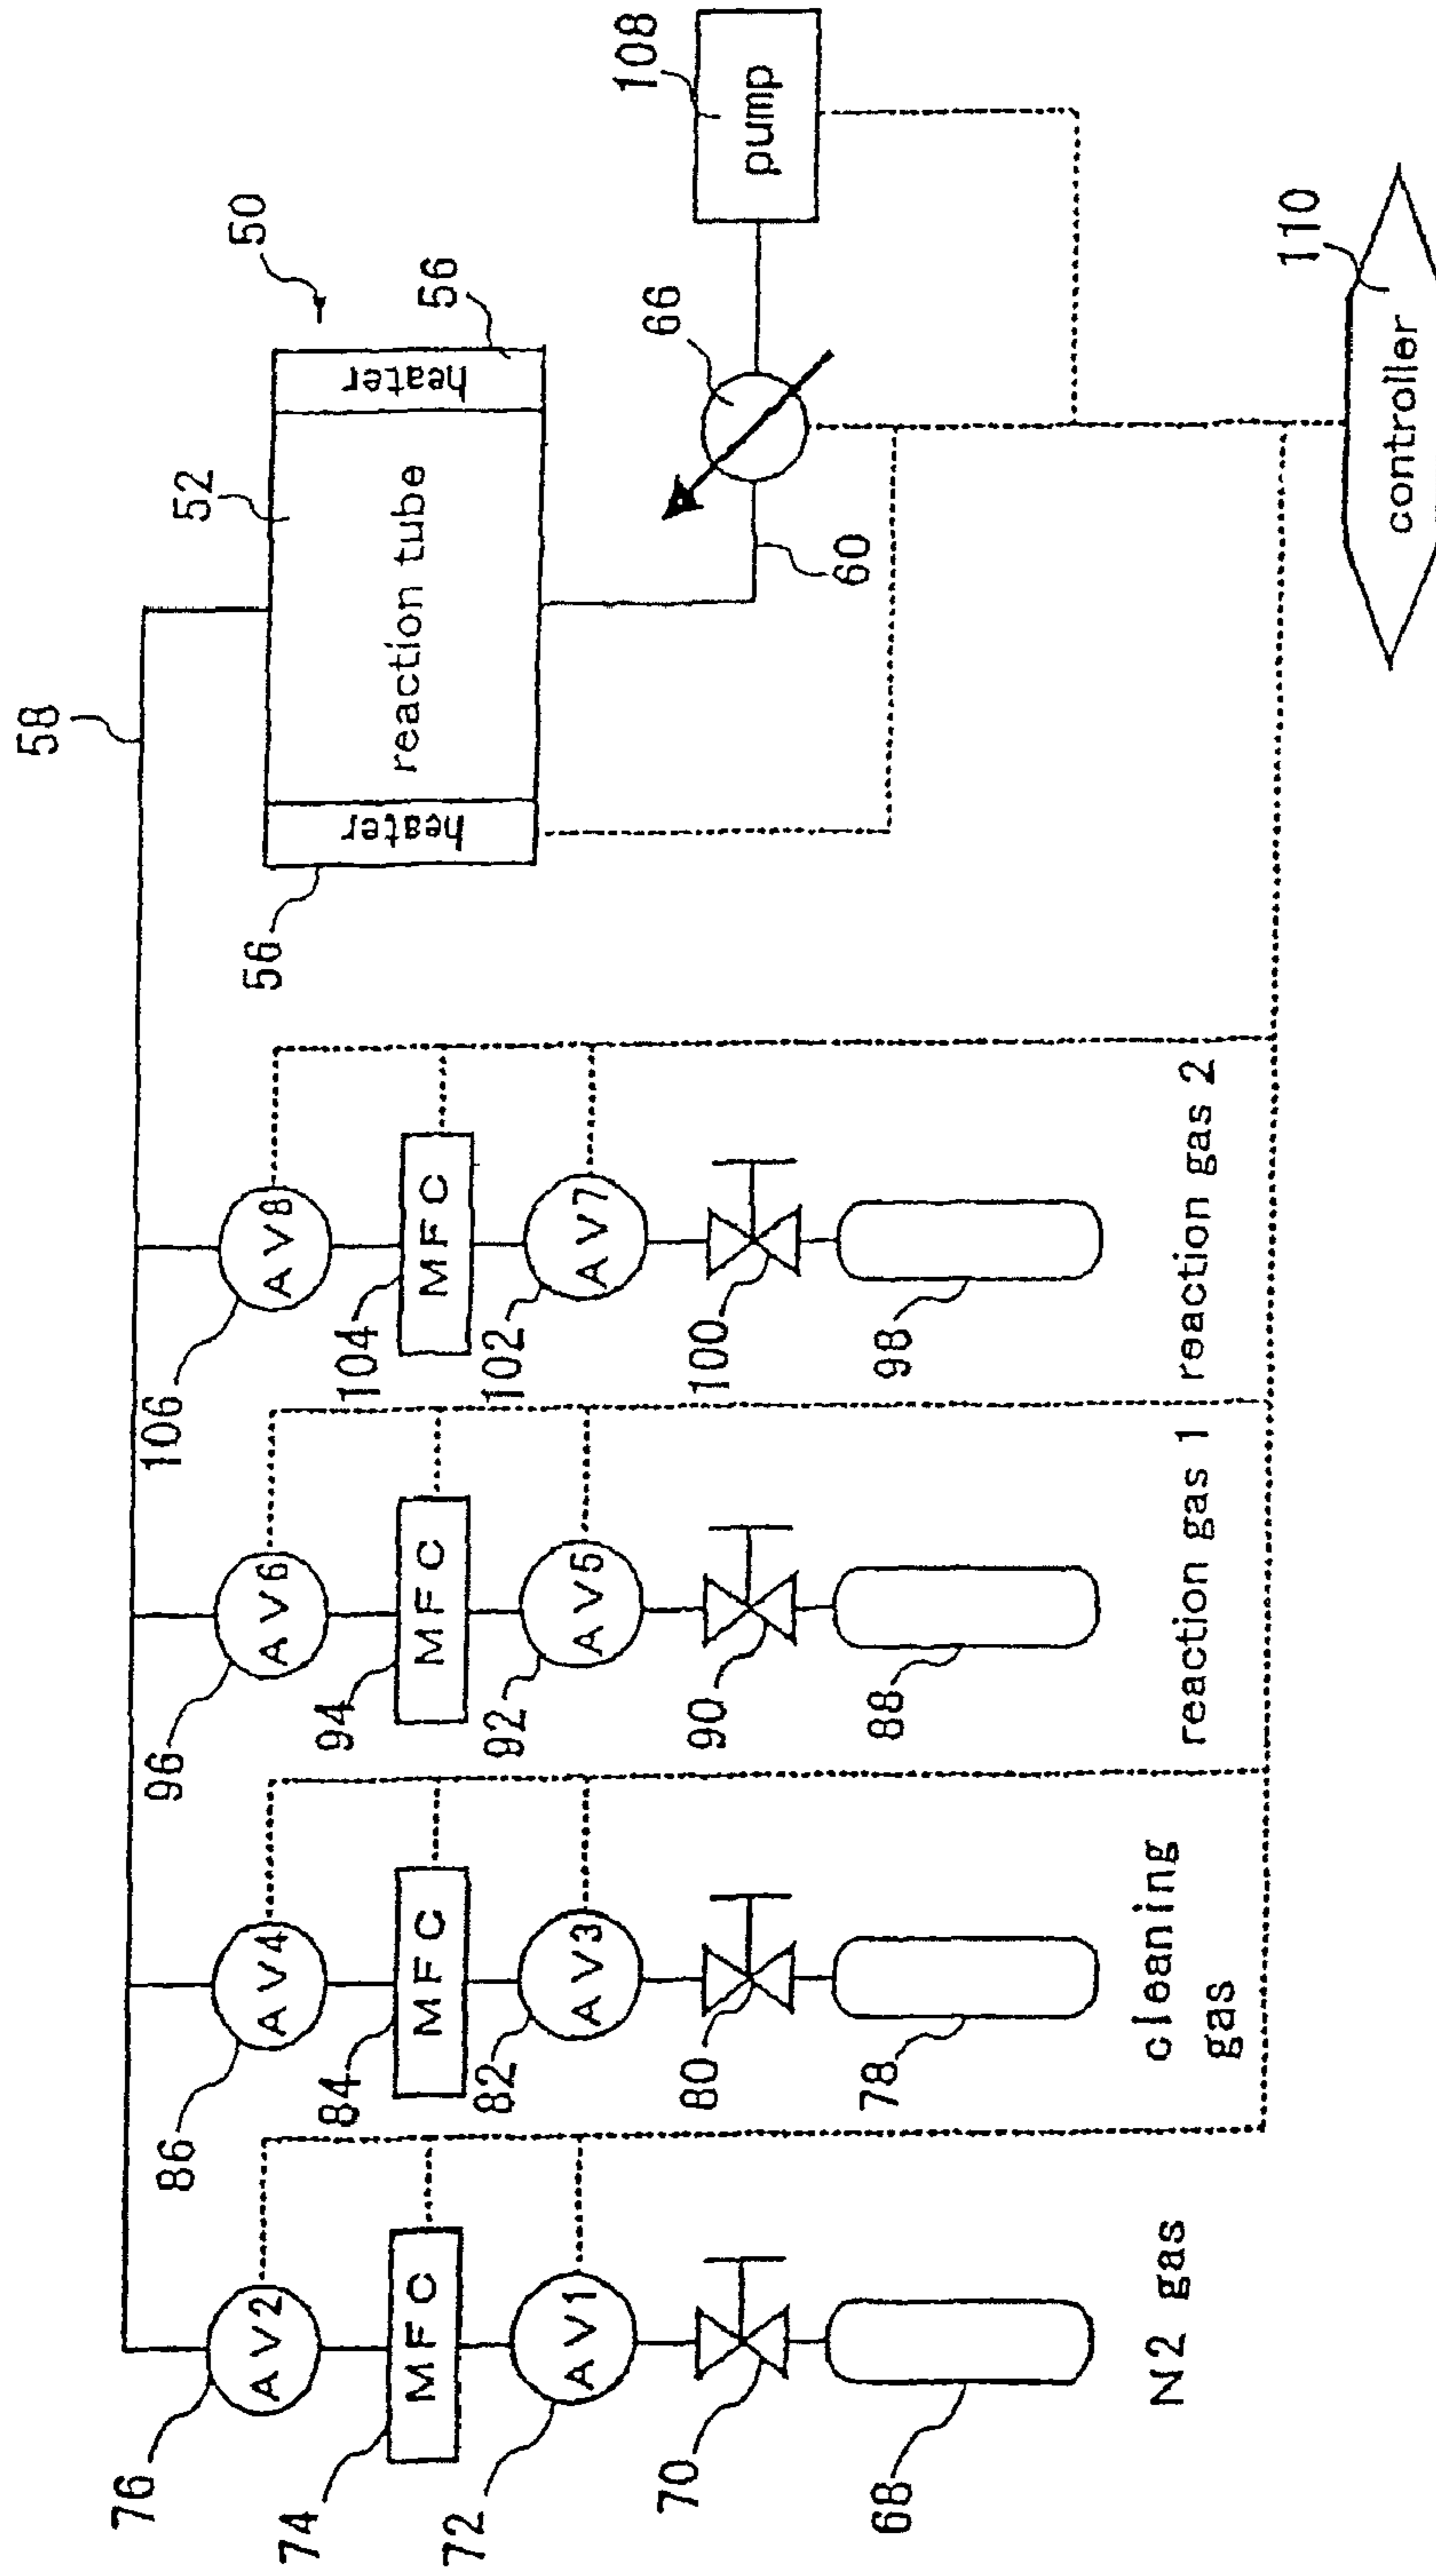 58
50
52
56
heater
reaction tube
heater
56
108
pump
66
60
110
controller
76
AV2
86
AV4
96
AV6
106
AV8
74
MFC
84
MFC
94
MFC
104
MFC
72
AV1
82
AV3
92
AV5
102
AV7
70
80
90
100
68
78
88
98
N2 gas
cleaning
gas
reaction gas 1
reaction gas 2